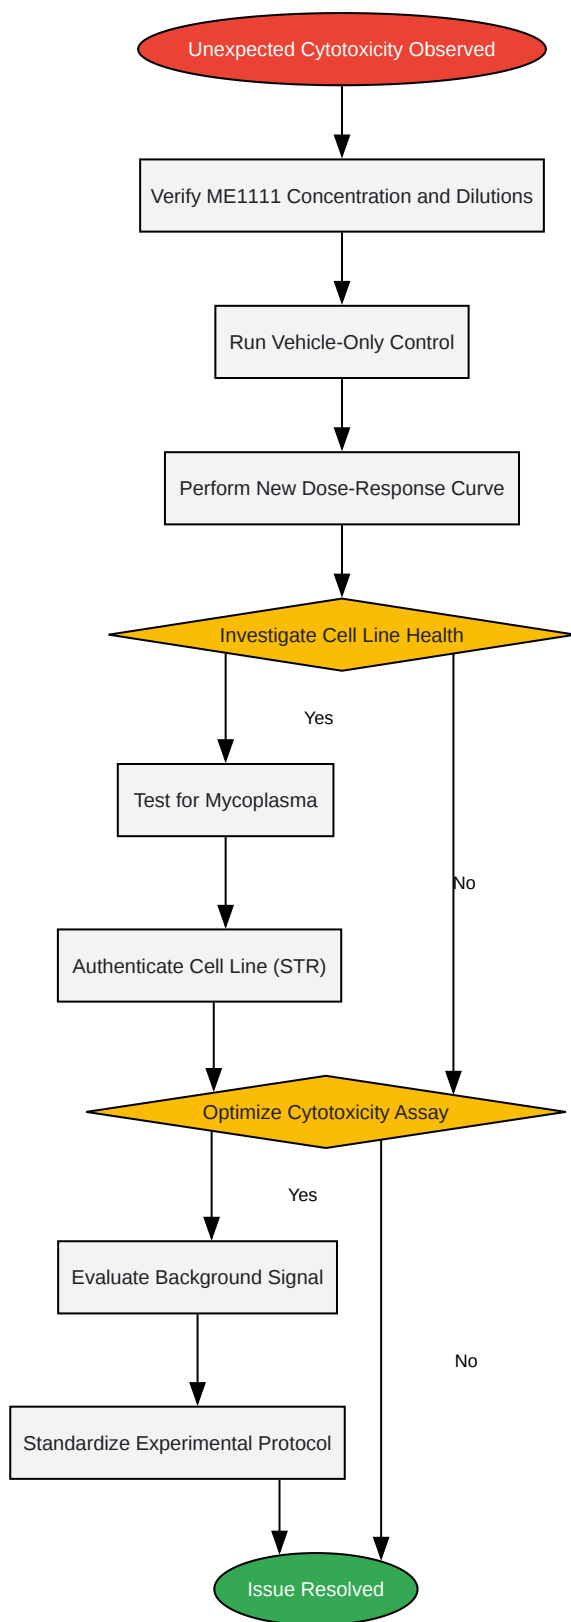 Unexpected Cytotoxicity Observed
Verify ME1111 Concentration and Dilutions
Run Vehicle-Only Control
Perform New Dose-Response Curve
Investigate Cell Line Health
Yes
Test for Mycoplasma
No
Authenticate Cell Line (STR)
Optimize Cytotoxicity Assay
Yes
Evaluate Background Signal
No
Standardize Experimental Protocol
Issue Resolved